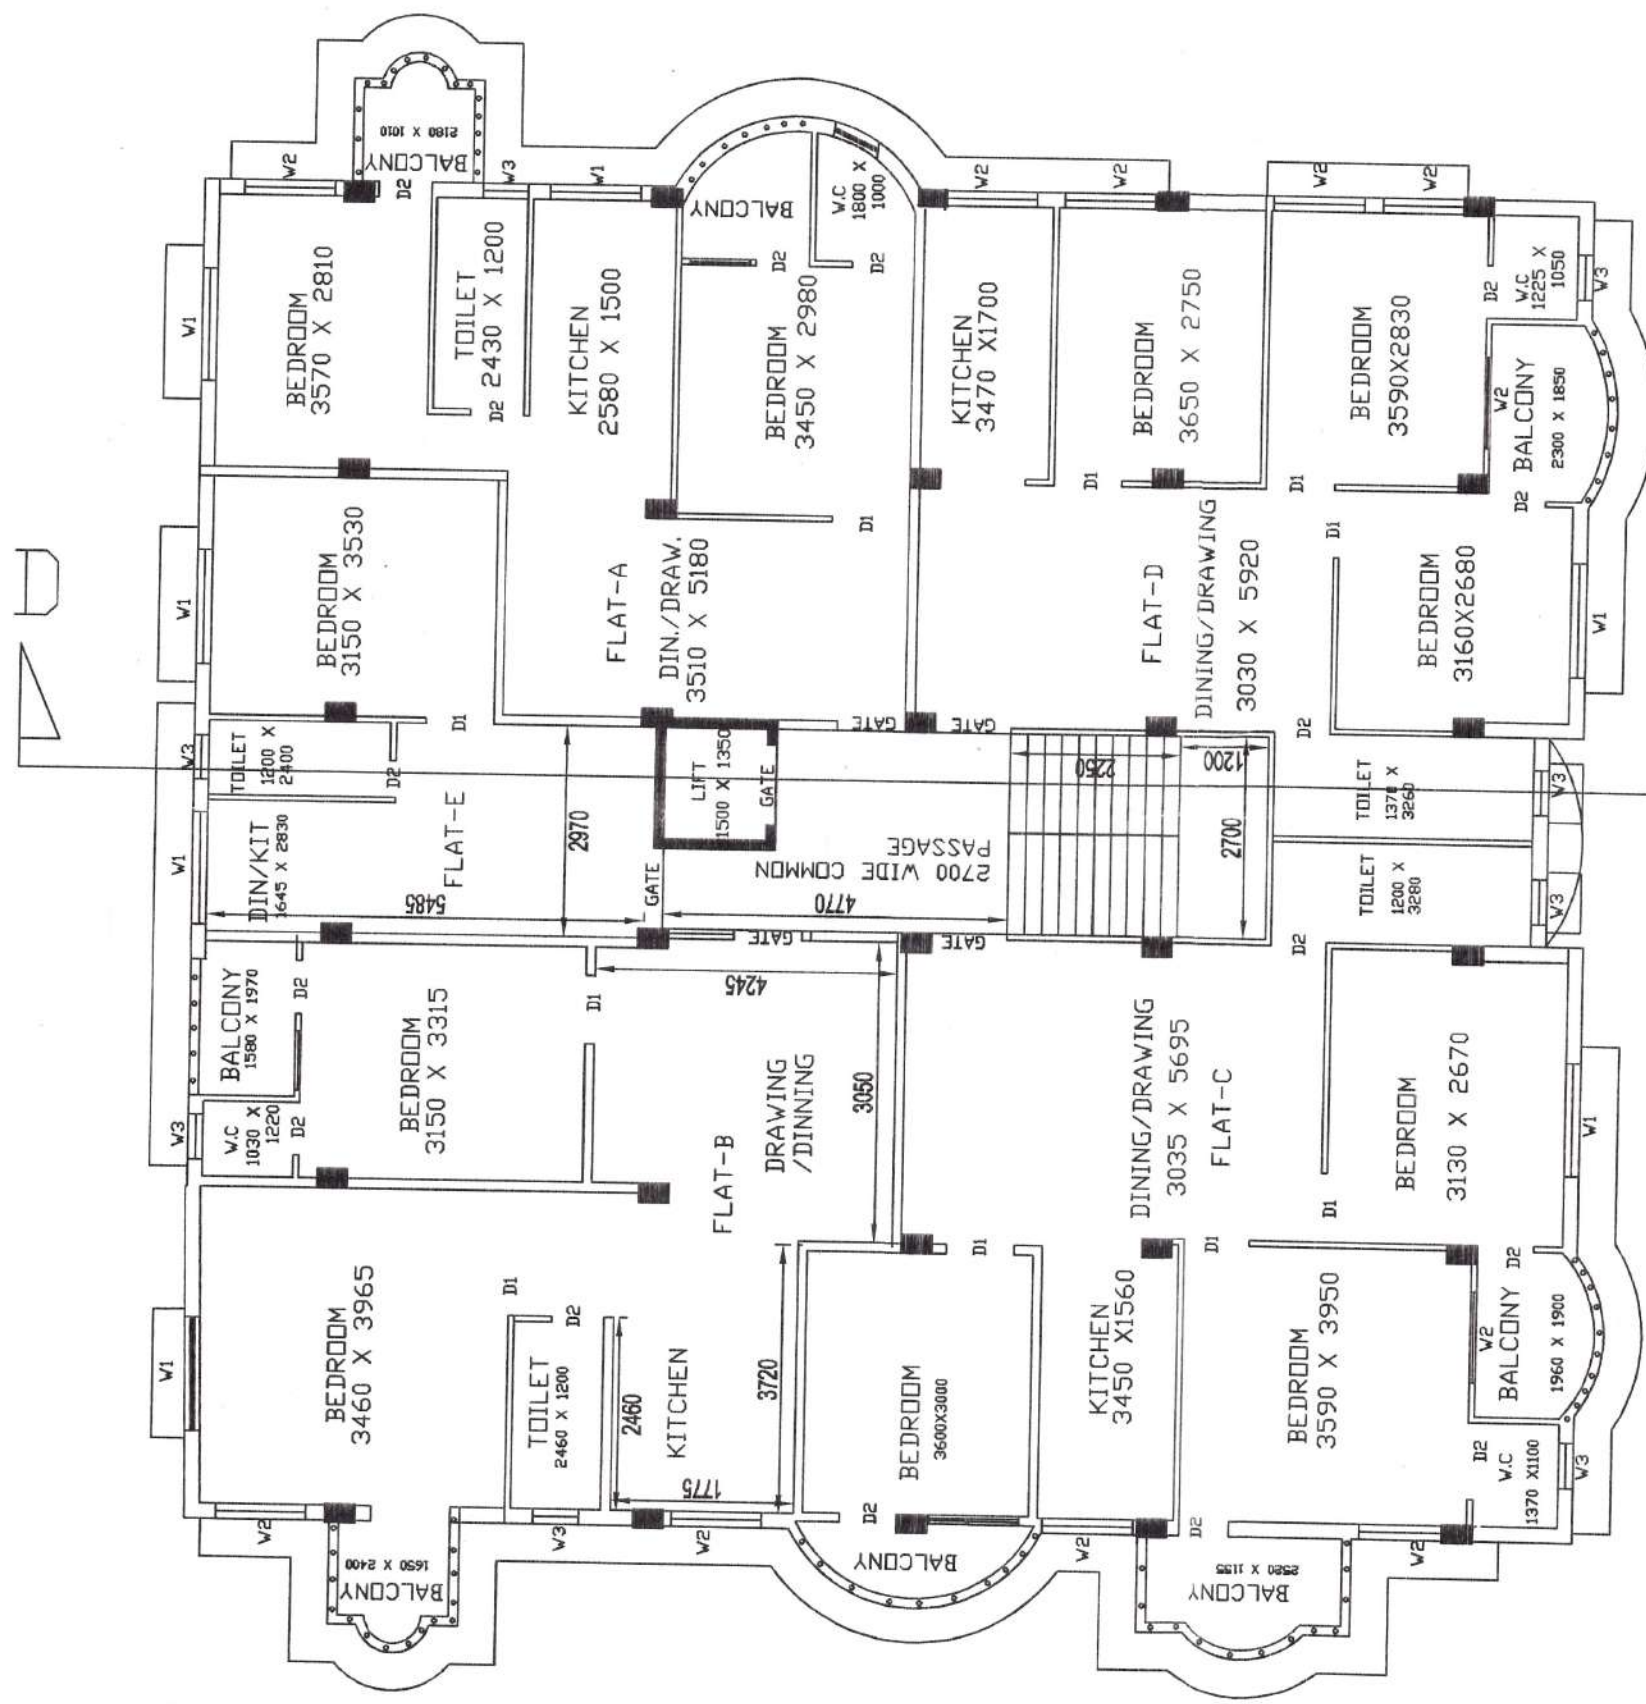 D
BALCONY
2180 X 1010
W2
D2
W3
W1
W1
BEDROOM
3570 X 2810
TOILET
2430 X 1200
D2
KITCHEN
2580 X 1500
BALCONY
D2
W.C
1800 X
1000
D2
BEDROOM
3450 X 2980
D1
W2
KITCHEN
3470 X1700
W2
BEDROOM
3650 X 2750
D1
W2
W2
BEDROOM
3590X2830
D1
D2
W.C
1225 X
1050
W3
W2
BALCONY
2300 X 1850
D2
W1
BEDROOM
3150 X 3530
D1
FLAT-A
DIN./DRAW.
3510 X 5180
GATE
FLAT-D
DINING/DRAWING
3030 X 5920
GATE
D1
BEDROOM
3160X2680
W1
D2
W3
TOILET
1200 X
2400
D2
W1
DIN/KIT
1645 X 2830
FLAT-E
5485
2970
GATE
LIFT
1500 X 1350
GATE
2700 WIDE COMMON
PASSAGE
4770
2250
1200
2700
TOILET
1370 X
3260
W3
TOILET
1200 X
3280
W3
D2
BALCONY
1580 X 1970
D2
W3
W.C
1030 X
1220
D2
BEDROOM
3150 X 3315
D1
GATE
4245
GATE
3050
FLAT-B
DRAWING
/DINNING
DINING/DRAWING
3035 X 5695
FLAT-C
BEDROOM
3130 X 2670
D1
W1
W1
BEDROOM
3460 X 3965
D1
D2
TOILET
2460 X 1200
2460
KITCHEN
1775
3720
BEDROOM
3600X3000
D1
D2
KITCHEN
3450 X1560
D1
BEDROOM
3590 X 3950
D2
W2
BALCONY
1960 X 1900
D2
W.C
1370 X1100
W3
W2
BALCONY
1650 X 2400
W3
W2
BALCONY
W2
D2
BALCONY
2520 X 1155
W2